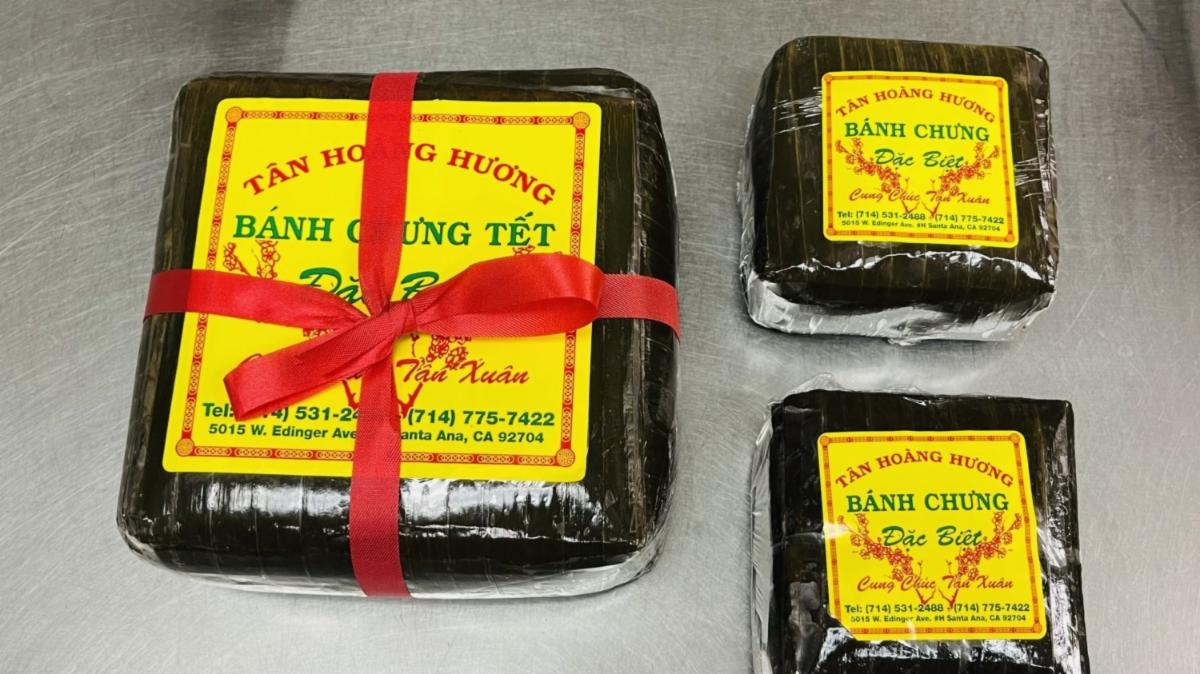 TÂN HOÀNG HƯƠNG
BÁNH CHƯNG TẾT
Tân Xuân
531-24
(714) 775-7422
5015 W. Edinger Ave
Santa Ana, CA 92704
TÂN HOÀNG HƯƠNG
BÁNH CHƯNG
Đặc Biệt
Cung Chúc Tân Xuân
Tel: (714) 531-2488 - (714) 775-7422
5015 W. Edinger Ave. #H Santa Ana, CA 92704
TÂN HOÀNG HƯƠNG
BÁNH CHƯNG
Đặc Biệt
Cung Chúc Tân Xuân
Tel: (714) 531-2488 - (714) 775-7422
5015 W. Edinger Ave. #H Santa Ana, CA 92704